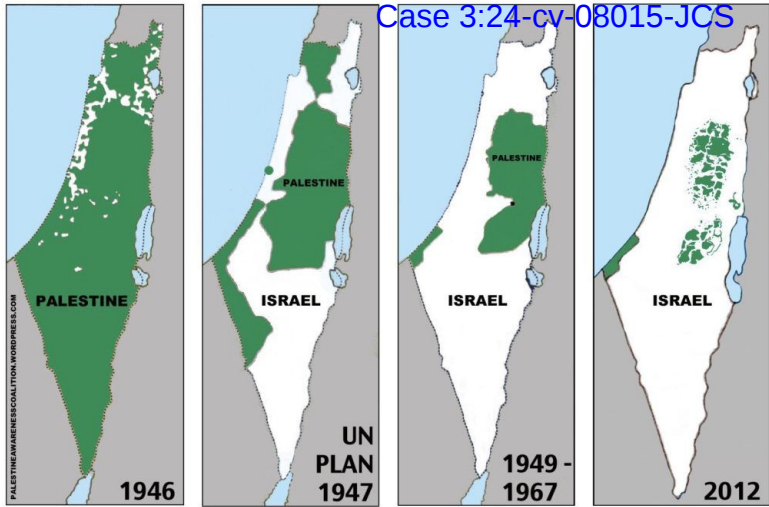 Case 3:24-cv-08015-JCS
PALESTINEAWARENESSCOALITION.WORDPRESS.COM
PALESTINE
1946
PALESTINE
ISRAEL
UN
PLAN
1947
PALESTINE
ISRAEL
1949 -
1967
ISRAEL
2012